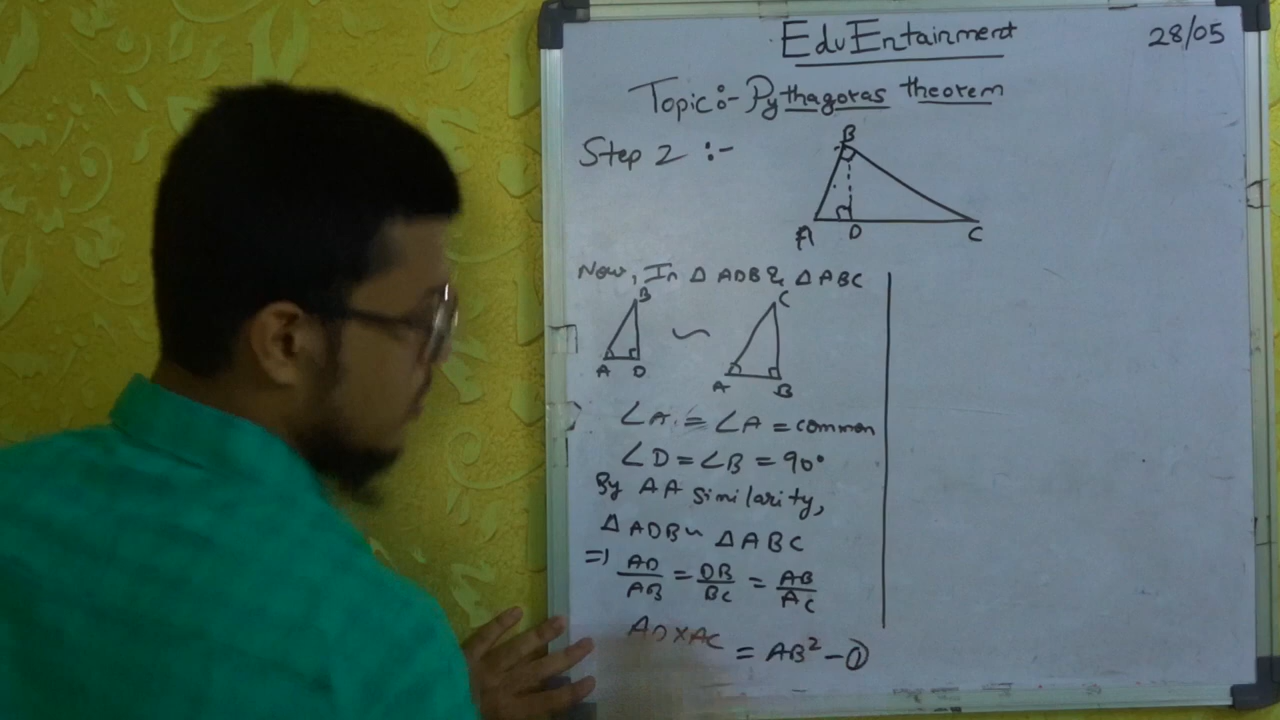 EduEntainment
28/05
Topic:- Pythagoras theorem
Step 2 :-
B
A D C
Now, In Δ ADB & Δ ABC
B C
~
A D A B
∠A = ∠A = common
∠D = ∠B = 90°
By AA similarity,
Δ ADB ~ Δ ABC
=> AD/AB = DB/BC = AB/AC
AD×AC = AB² - ①